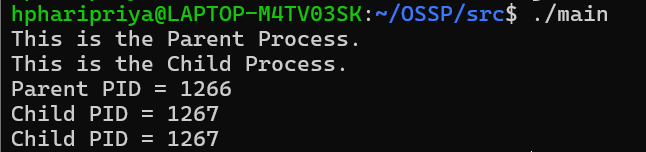 hpharipriya@LAPTOP-M4TV03SK:~/OSSP/src$ ./main
This is the Parent Process.
This is the Child Process.
Parent PID = 1266
Child PID = 1267
Child PID = 1267